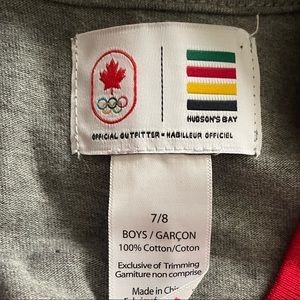 HUDSON'S BAY
OFFICIAL OUTFITTER - HABILLEUR OFFICIEL
7/8
BOYS / GARÇON
100% Cotton/Coton
Exclusive of Trimming
Garniture non comprise
Made in